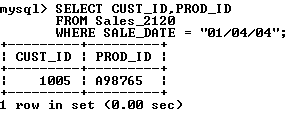 mysql> SELECT CUST_ID,PROD_ID
FROM Sales_2120
WHERE SALE_DATE = "01/04/04";
+---------+---------+
| CUST_ID | PROD_ID |
+---------+---------+
|    1005 | A98765  |
+---------+---------+
1 row in set (0.00 sec)